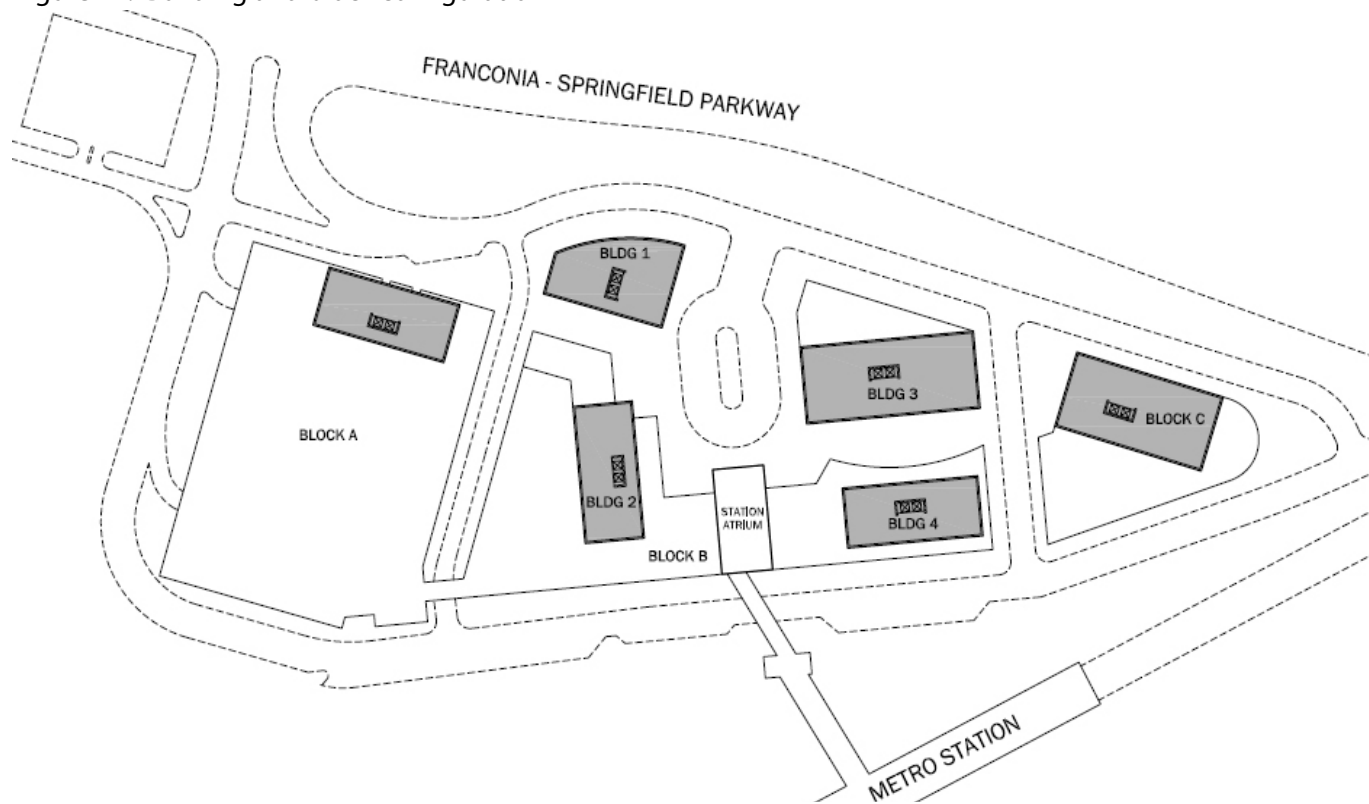 FRANCONIA - SPRINGFIELD PARKWAY
BLDG 1
BLOCK A
BLDG 3
BLOCK C
BLDG 2
STATION
ATRIUM
BLDG 4
BLOCK B
METRO STATION